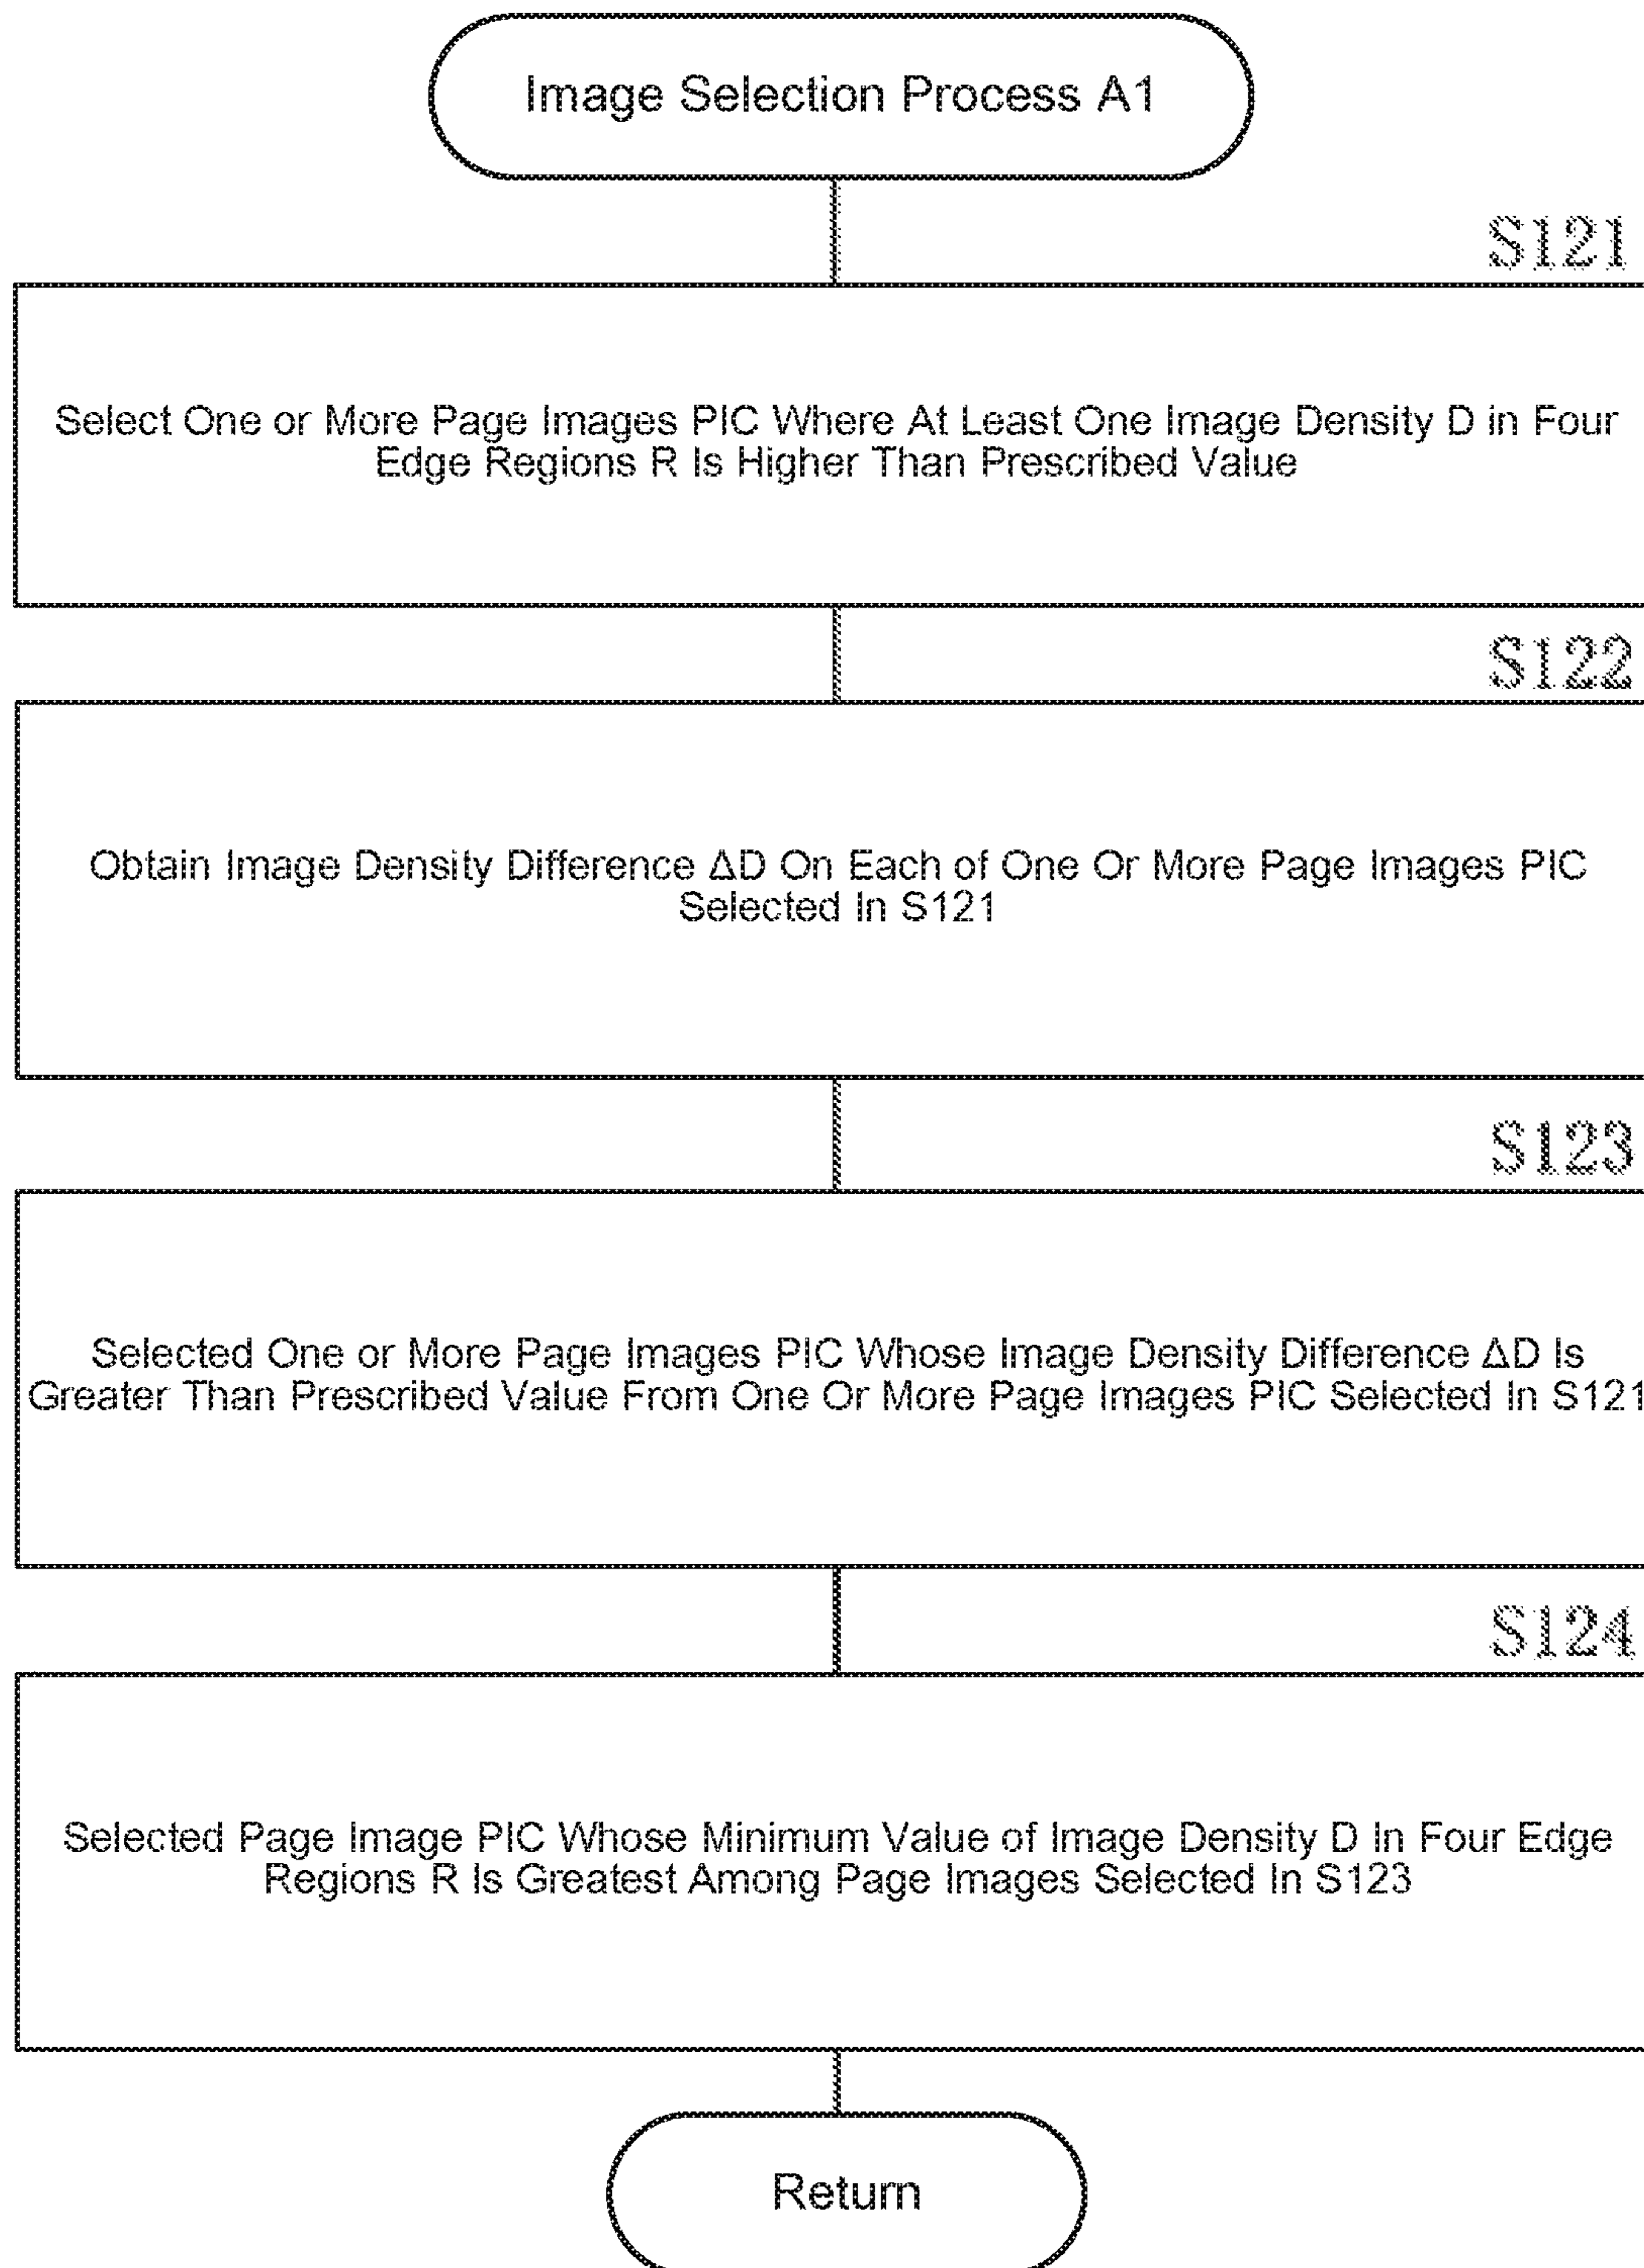 Image Selection Process A1
S121
Select One or More Page Images PIC Where At Least One Image Density D in Four
Edge Regions R Is Higher Than Prescribed Value
S122
Obtain Image Density Difference ΔD On Each of One Or More Page Images PIC
Selected In S121
S123
Selected One or More Page Images PIC Whose Image Density Difference ΔD Is
Greater Than Prescribed Value From One Or More Page Images PIC Selected In S121
S124
Selected Page Image PIC Whose Minimum Value of Image Density D In Four Edge
Regions R Is Greatest Among Page Images Selected In S123
Return